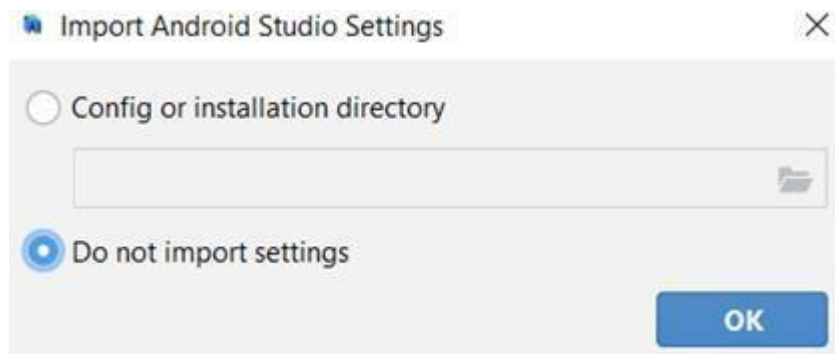 Import Android Studio Settings
Config or installation directory
Do not import settings
OK